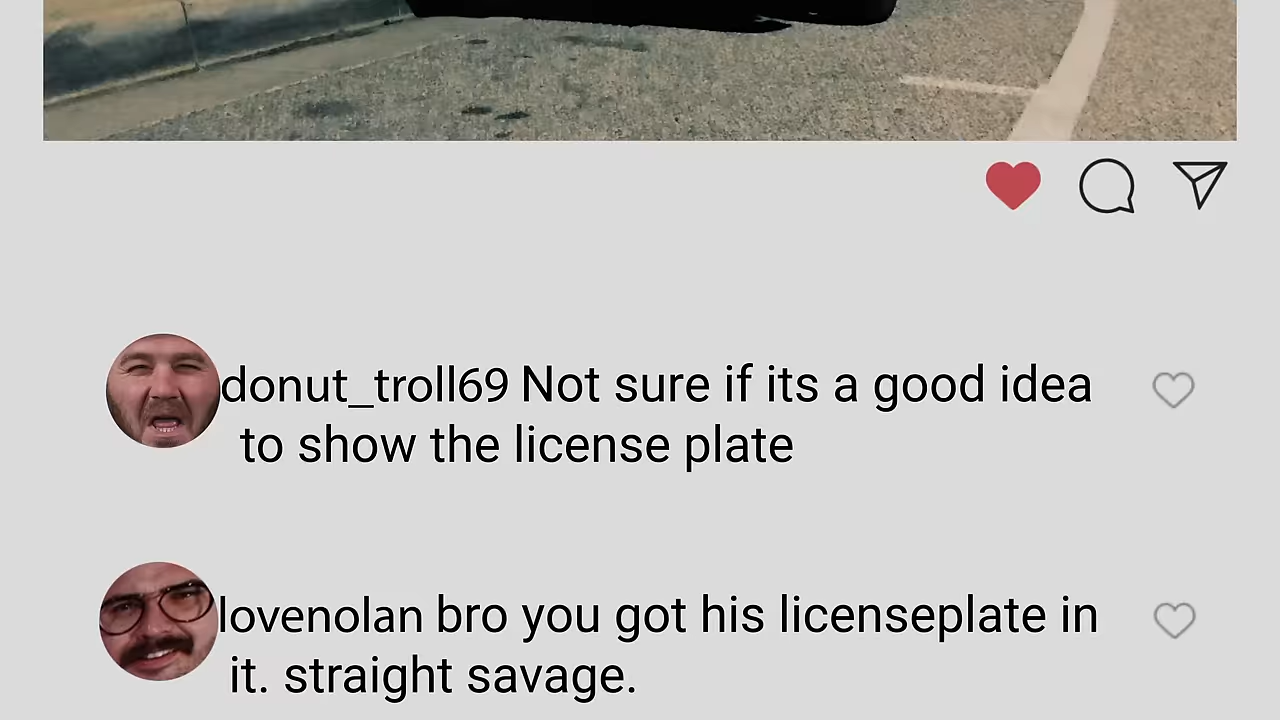 donut_troll69 Not sure if its a good idea
to show the license plate
lovenolan bro you got his licenseplate in
it. straight savage.